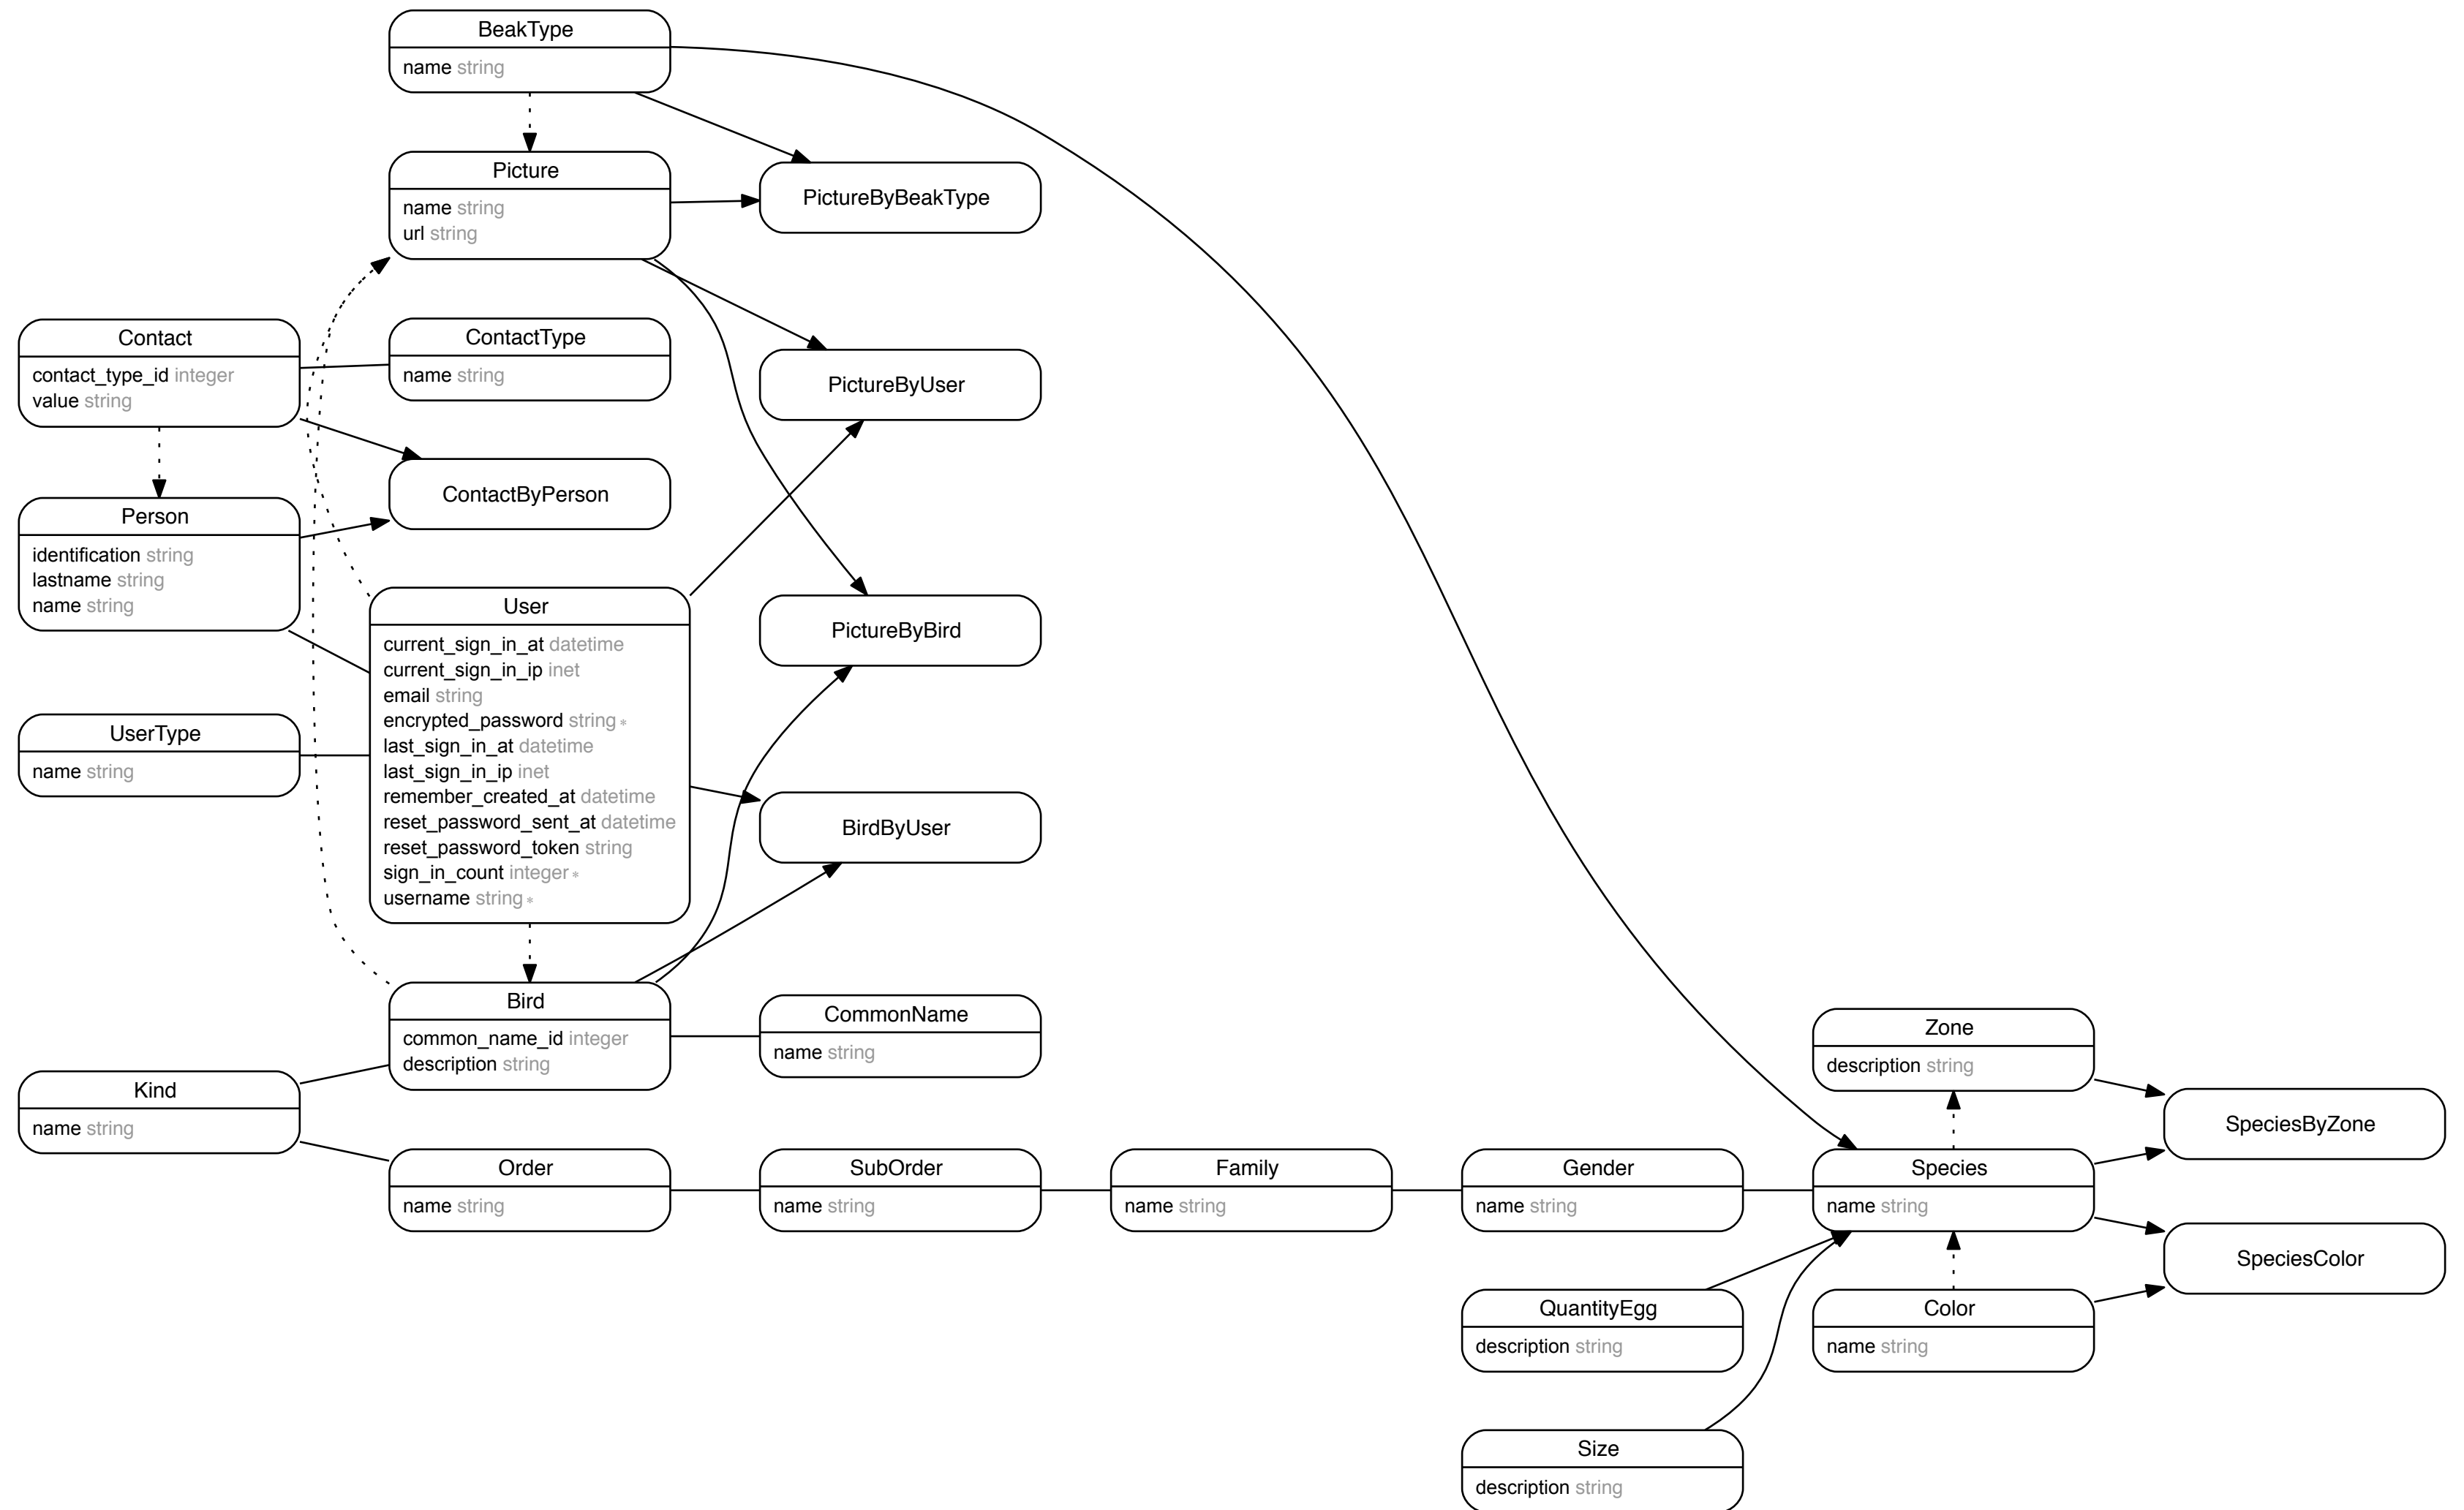 BeakType
name string
Picture
name string
url string
PictureByBeakType
Contact
contact_type_id integer
value string
ContactType
name string
PictureByUser
ContactByPerson
Person
identification string
lastname string
name string
User
current_sign_in_at datetime
current_sign_in_ip inet
email string
encrypted_password string *
last_sign_in_at datetime
last_sign_in_ip inet
remember_created_at datetime
reset_password_sent_at datetime
reset_password_token string
sign_in_count integer *
username string *
PictureByBird
UserType
name string
BirdByUser
Bird
common_name_id integer
description string
CommonName
name string
Zone
description string
Kind
name string
SpeciesByZone
Order
name string
SubOrder
name string
Family
name string
Gender
name string
Species
name string
SpeciesColor
QuantityEgg
description string
Color
name string
Size
description string